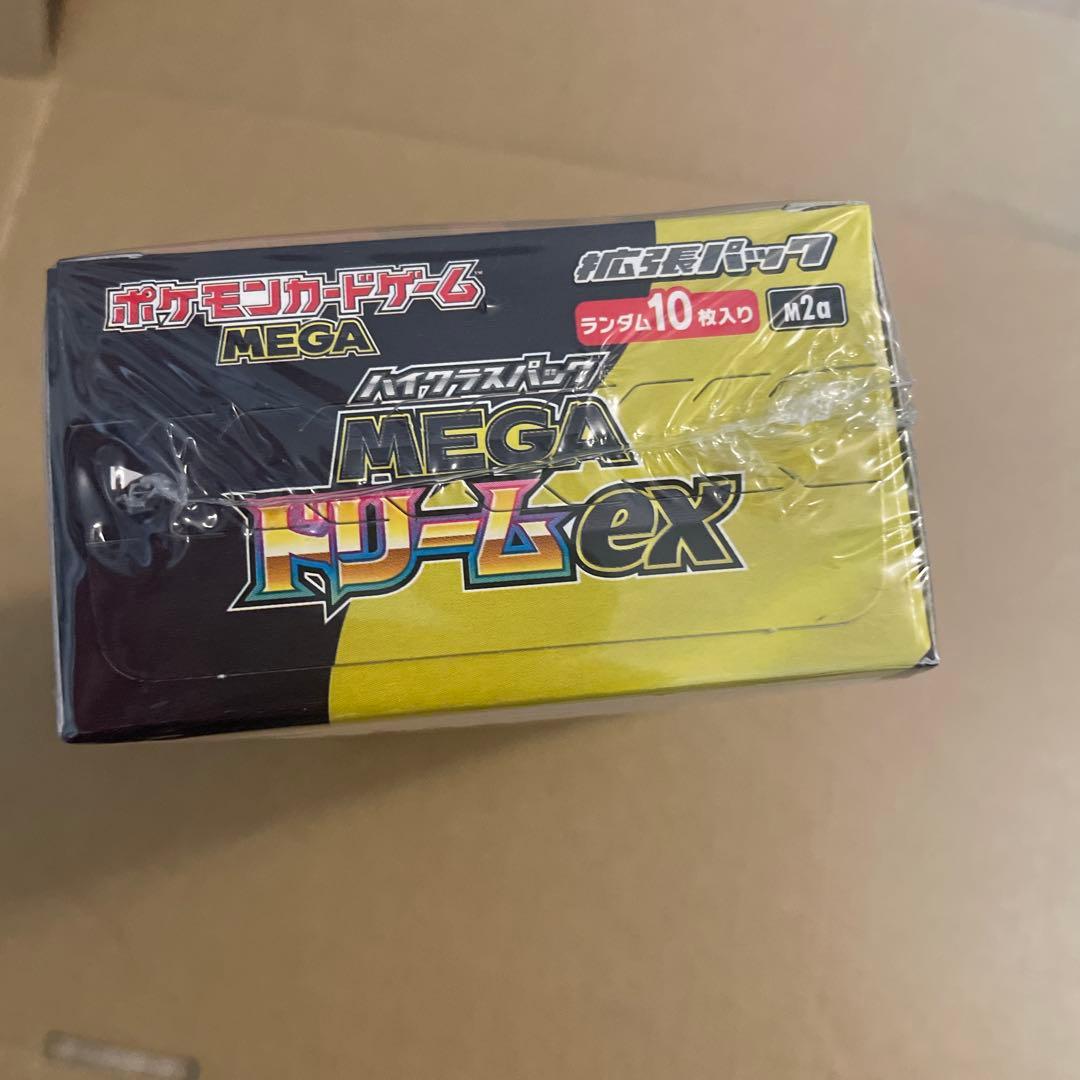 ポケモンカードゲーム™
MEGA
拡張パック
ランダム10枚入り
M2a
ハイクラスパック
MEGA
ドリームex